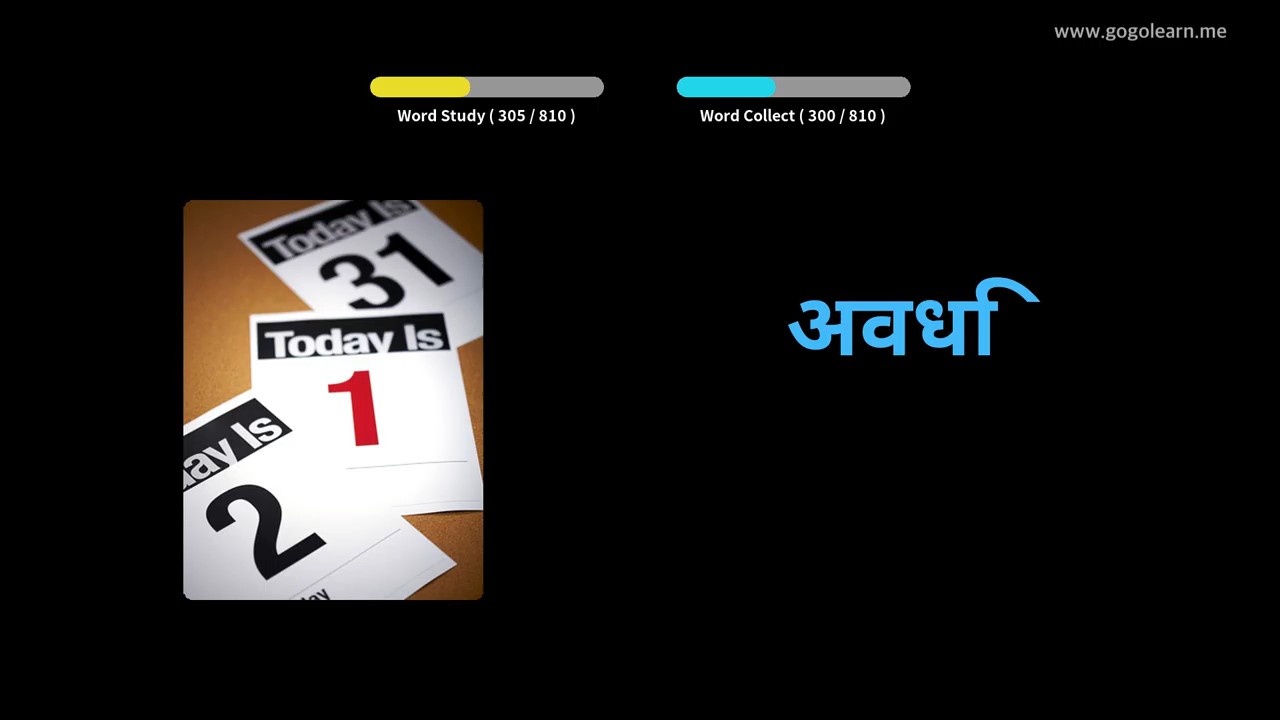 www.gogolearn.me
Word Study ( 305 / 810 )
Word Collect ( 300 / 810 )
Today Is
31
Today Is
1
ay Is
2
अवधि